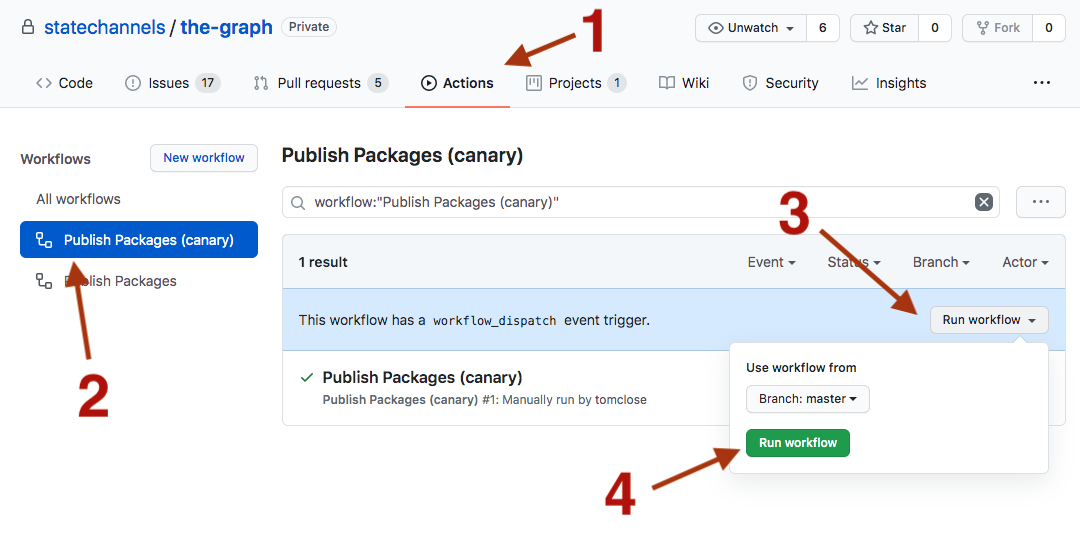 statechannels / the-graph Private Unwatch 6 Star 0 Fork 0
1
Code Issues 17 Pull requests 5 Actions Projects 1 Wiki Security Insights ...
Workflows New workflow
All workflows
Publish Packages (canary)
Publish Packages
2
Publish Packages (canary)
workflow:"Publish Packages (canary)" ...
3
1 result Event Status Branch Actor
This workflow has a workflow_dispatch event trigger. Run workflow
Publish Packages (canary)
Publish Packages (canary) #1: Manually run by tomclose
Use workflow from
Branch: master
Run workflow
4